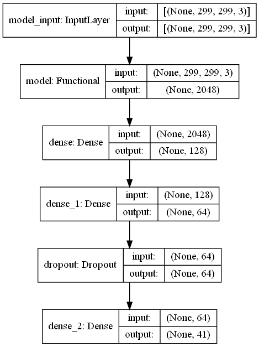 model_input: InputLayer
input: [(None, 299, 299, 3)]
output: [(None, 299, 299, 3)]
model: Functional
input: (None, 299, 299, 3)
output: (None, 2048)
dense: Dense
input: (None, 2048)
output: (None, 128)
dense_1: Dense
input: (None, 128)
output: (None, 64)
dropout: Dropout
input: (None, 64)
output: (None, 64)
dense_2: Dense
input: (None, 64)
output: (None, 41)